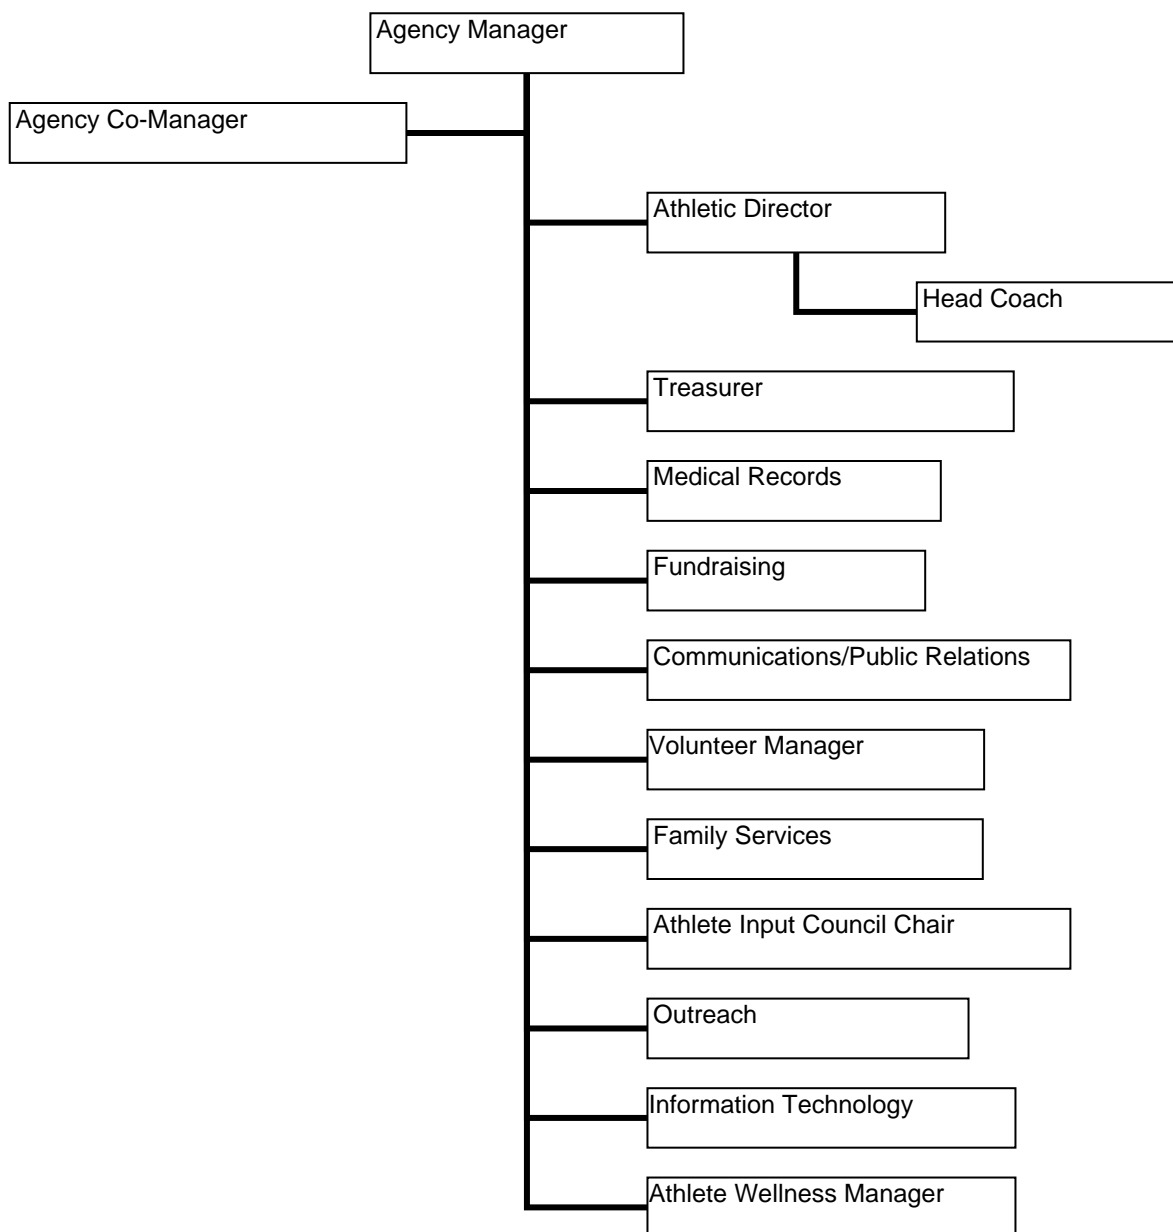 Agency Manager
Agency Co-Manager
Athletic Director
Head Coach
Treasurer
Medical Records
Fundraising
Communications/Public Relations
Volunteer Manager
Family Services
Athlete Input Council Chair
Outreach
Information Technology
Athlete Wellness Manager